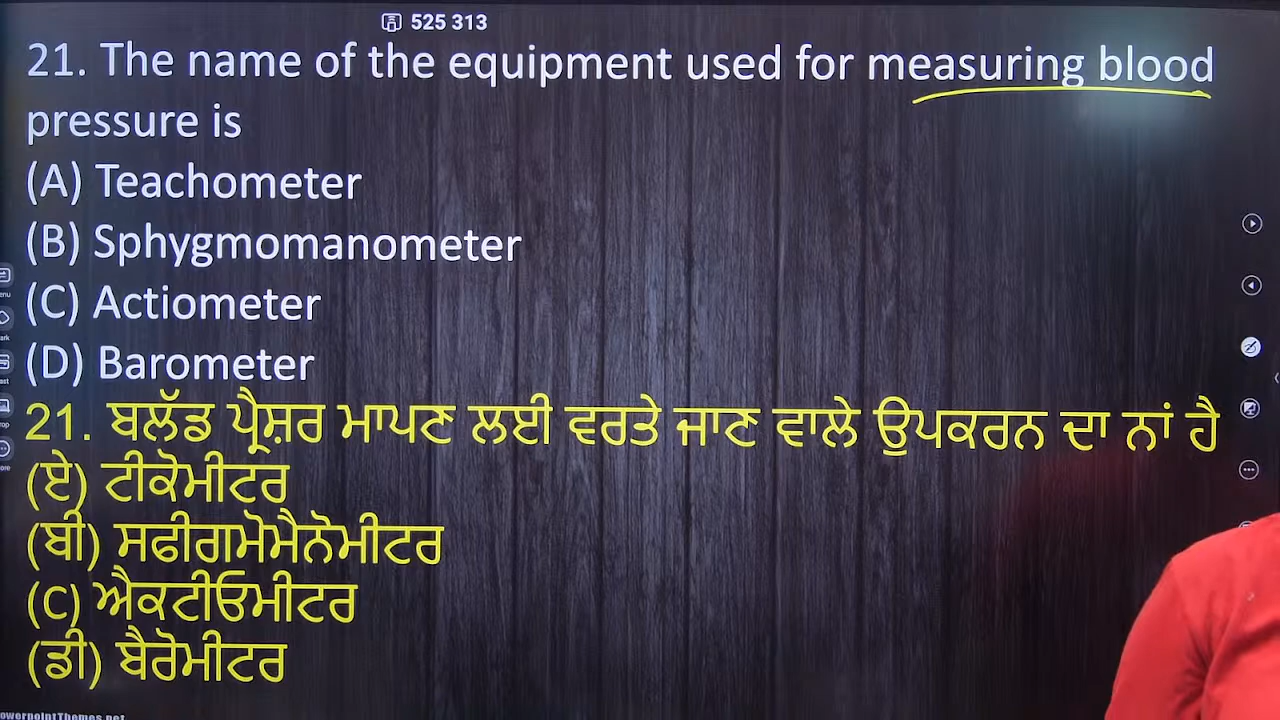 525 313
21. The name of the equipment used for measuring blood
pressure is
(A) Teachometer
(B) Sphygmomanometer
(C) Actiometer
(D) Barometer
21. ਬਲੱਡ ਪ੍ਰੈਸ਼ਰ ਮਾਪਣ ਲਈ ਵਰਤੇ ਜਾਣ ਵਾਲੇ ਉਪਕਰਨ ਦਾ ਨਾਂ ਹੈ
(ਏ) ਟੀਕੋਮੀਟਰ
(ਬੀ) ਸਫੀਗਮੋਮੈਨੋਮੀਟਰ
(C) ਐਕਟੀਓਮੀਟਰ
(ਡੀ) ਬੈਰੋਮੀਟਰ